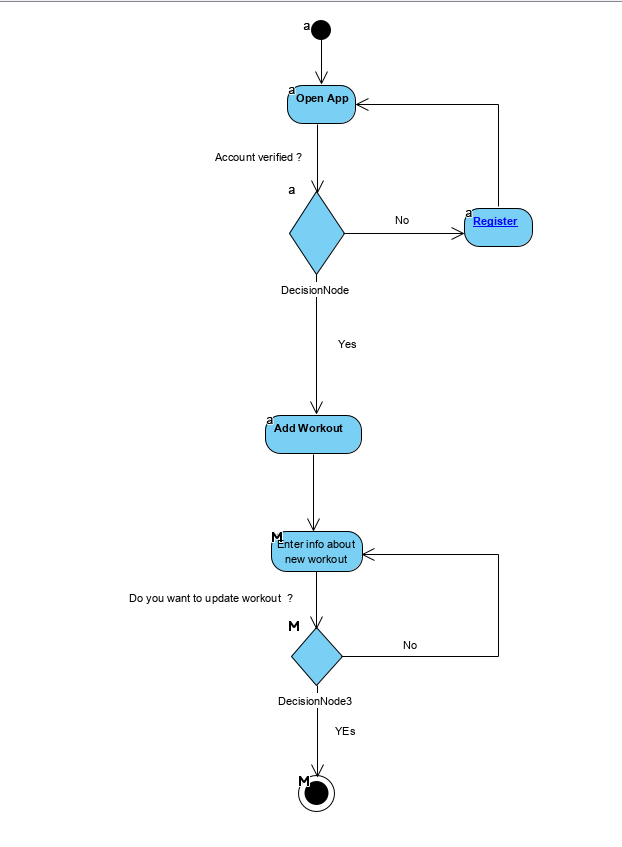 a
a
Open App
Account verified ?
a
No
a
Register
DecisionNode
Yes
a
Add Workout
M
Enter info about
new workout
Do you want to update workout  ?
M
No
DecisionNode3
YEs
M